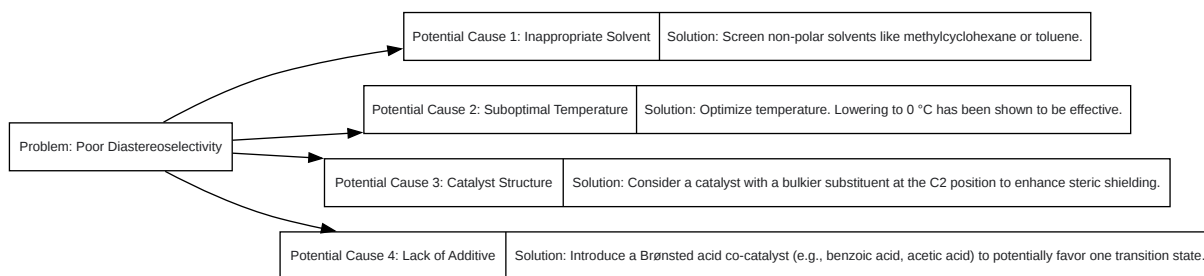 Potential Cause 1: Inappropriate Solvent
Solution: Screen non-polar solvents like methylcyclohexane or toluene.
Potential Cause 2: Suboptimal Temperature
Solution: Optimize temperature. Lowering to 0 °C has been shown to be effective.
Problem: Poor Diastereoselectivity
Potential Cause 3: Catalyst Structure
Solution: Consider a catalyst with a bulkier substituent at the C2 position to enhance steric shielding.
Potential Cause 4: Lack of Additive
Solution: Introduce a Brønsted acid co-catalyst (e.g., benzoic acid, acetic acid) to potentially favor one transition state.